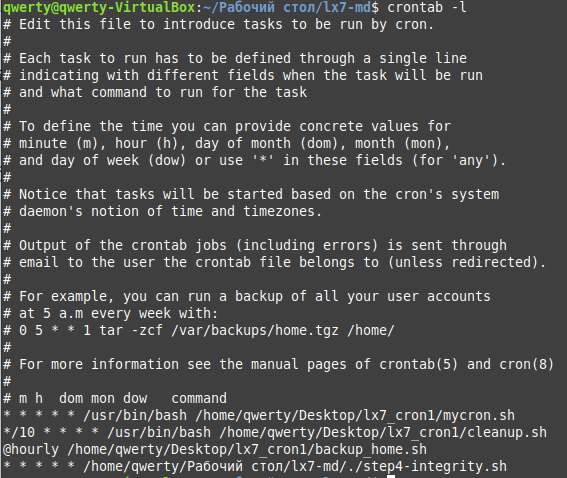 qwerty@qwerty-VirtualBox:~/Рабочий стол/lx7-md$ crontab -l
# Edit this file to introduce tasks to be run by cron.
#
# Each task to run has to be defined through a single line
# indicating with different fields when the task will be run
# and what command to run for the task
#
# To define the time you can provide concrete values for
# minute (m), hour (h), day of month (dom), month (mon),
# and day of week (dow) or use '*' in these fields (for 'any').
#
# Notice that tasks will be started based on the cron's system
# daemon's notion of time and timezones.
#
# Output of the crontab jobs (including errors) is sent through
# email to the user the crontab file belongs to (unless redirected).
#
# For example, you can run a backup of all your user accounts
# at 5 a.m every week with:
# 0 5 * * 1 tar -zcf /var/backups/home.tgz /home/
#
# For more information see the manual pages of crontab(5) and cron(8)
#
# m h  dom mon dow   command
* * * * * /usr/bin/bash /home/qwerty/Desktop/lx7_cron1/mycron.sh
*/10 * * * * /usr/bin/bash /home/qwerty/Desktop/lx7_cron1/cleanup.sh
@hourly /home/qwerty/Desktop/lx7_cron1/backup_home.sh
* * * * * /home/qwerty/Рабочий стол/lx7-md/./step4-integrity.sh